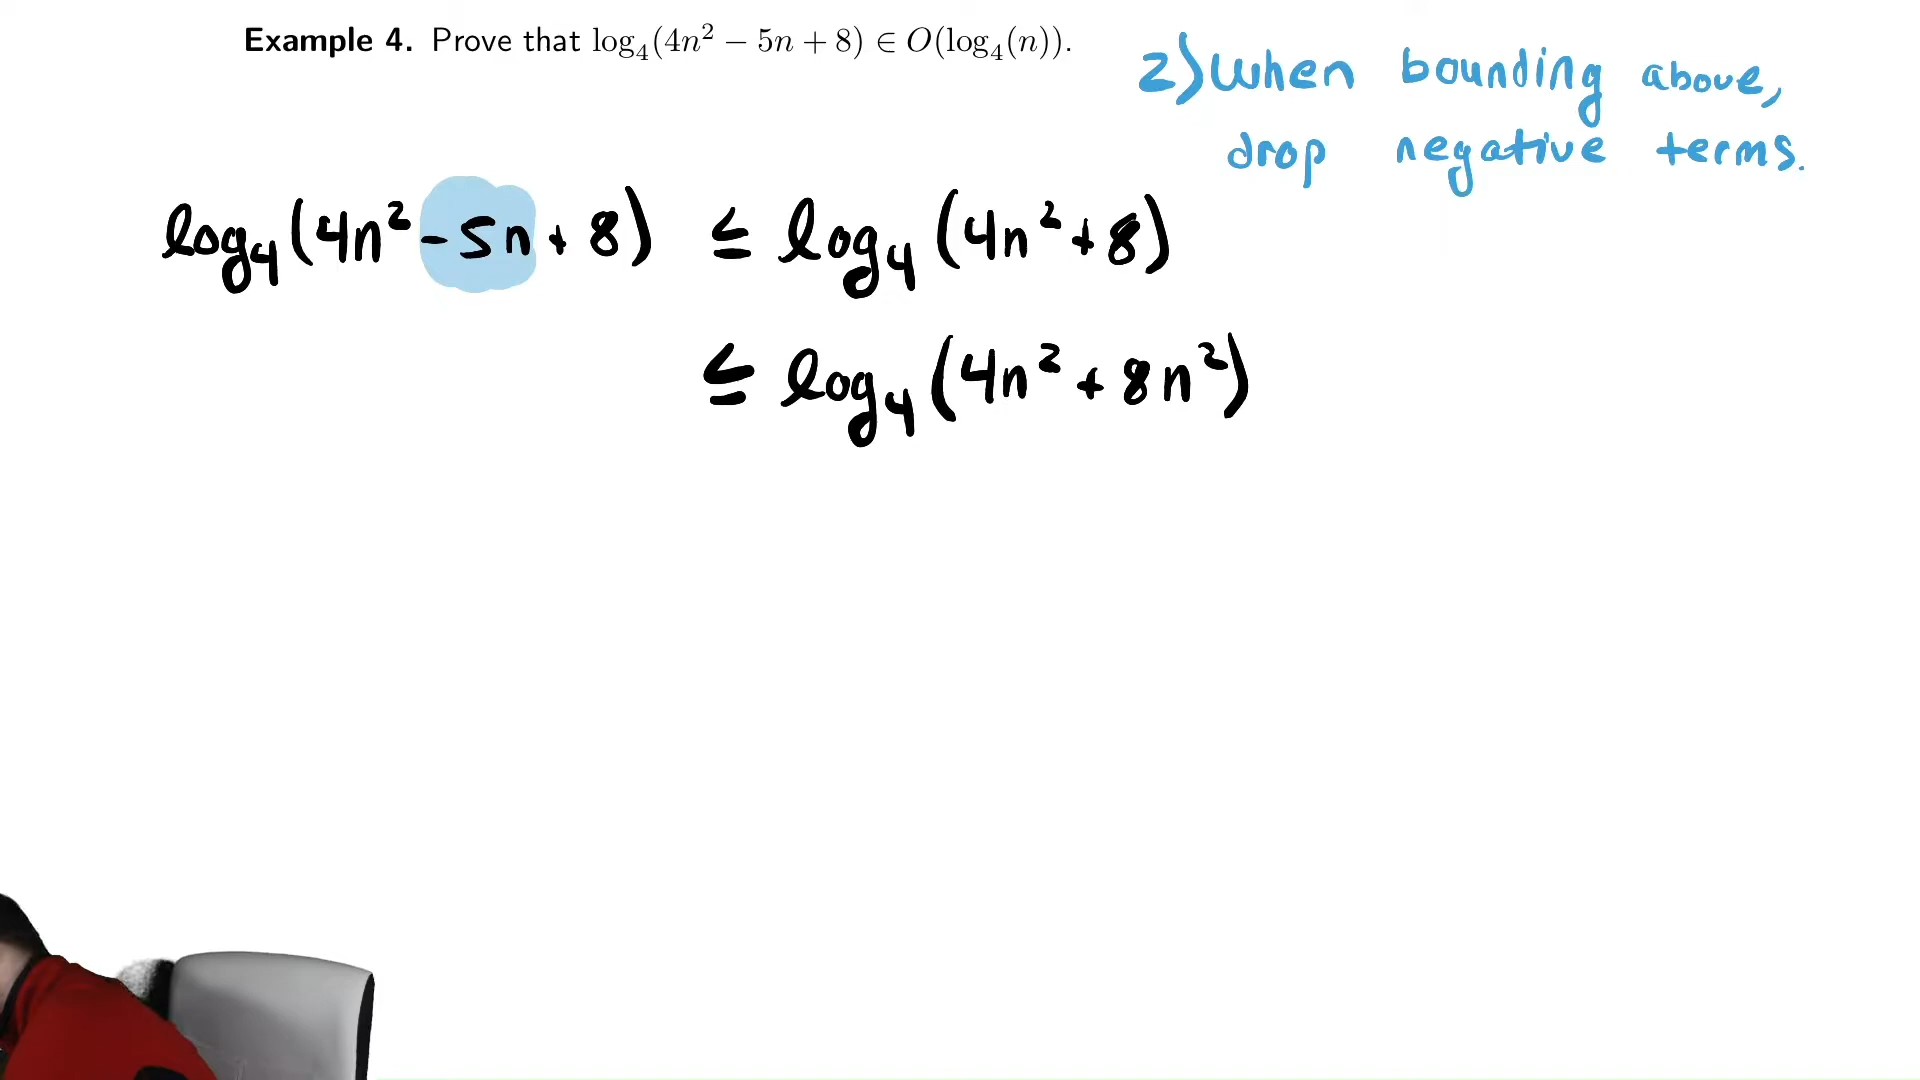 Example 4. Prove that log₄(4n² − 5n + 8) ∈ O(log₄(n)).
2) When bounding above,
drop negative terms.
log₄(4n² - 5n + 8) ≤ log₄(4n² + 8)
≤ log₄(4n² + 8n²)